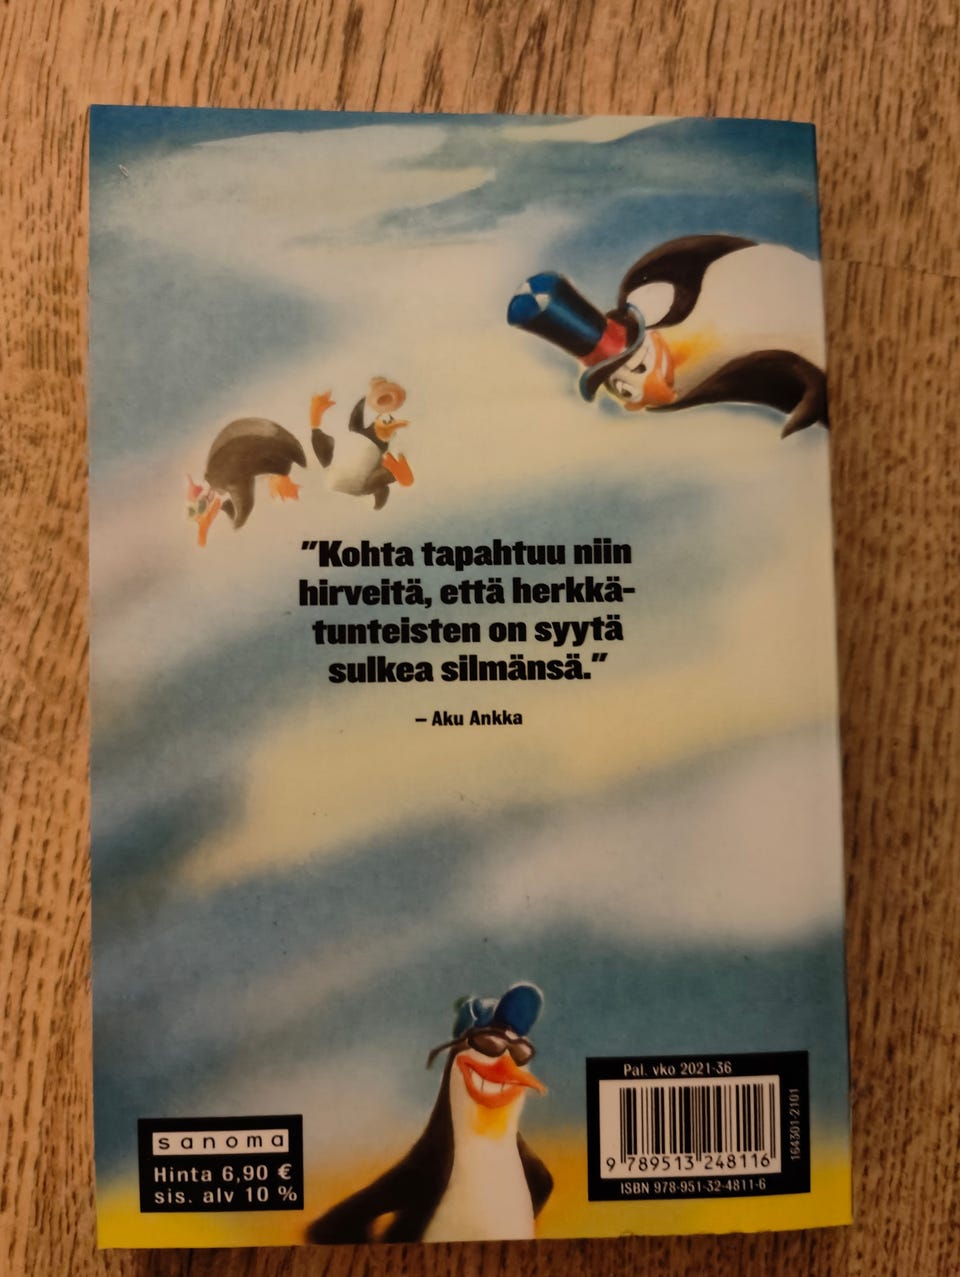 "Kohta tapahtuu niin
hirveitä, että herkkä-
tunteisten on syytä
sulkea silmänsä."
– Aku Ankka
sanoma
Hinta 6,90 €
sis. alv 10 %
Pal. vko 2021-36
9 789513 248116
ISBN 978-951-32-4811-6
164301-2101